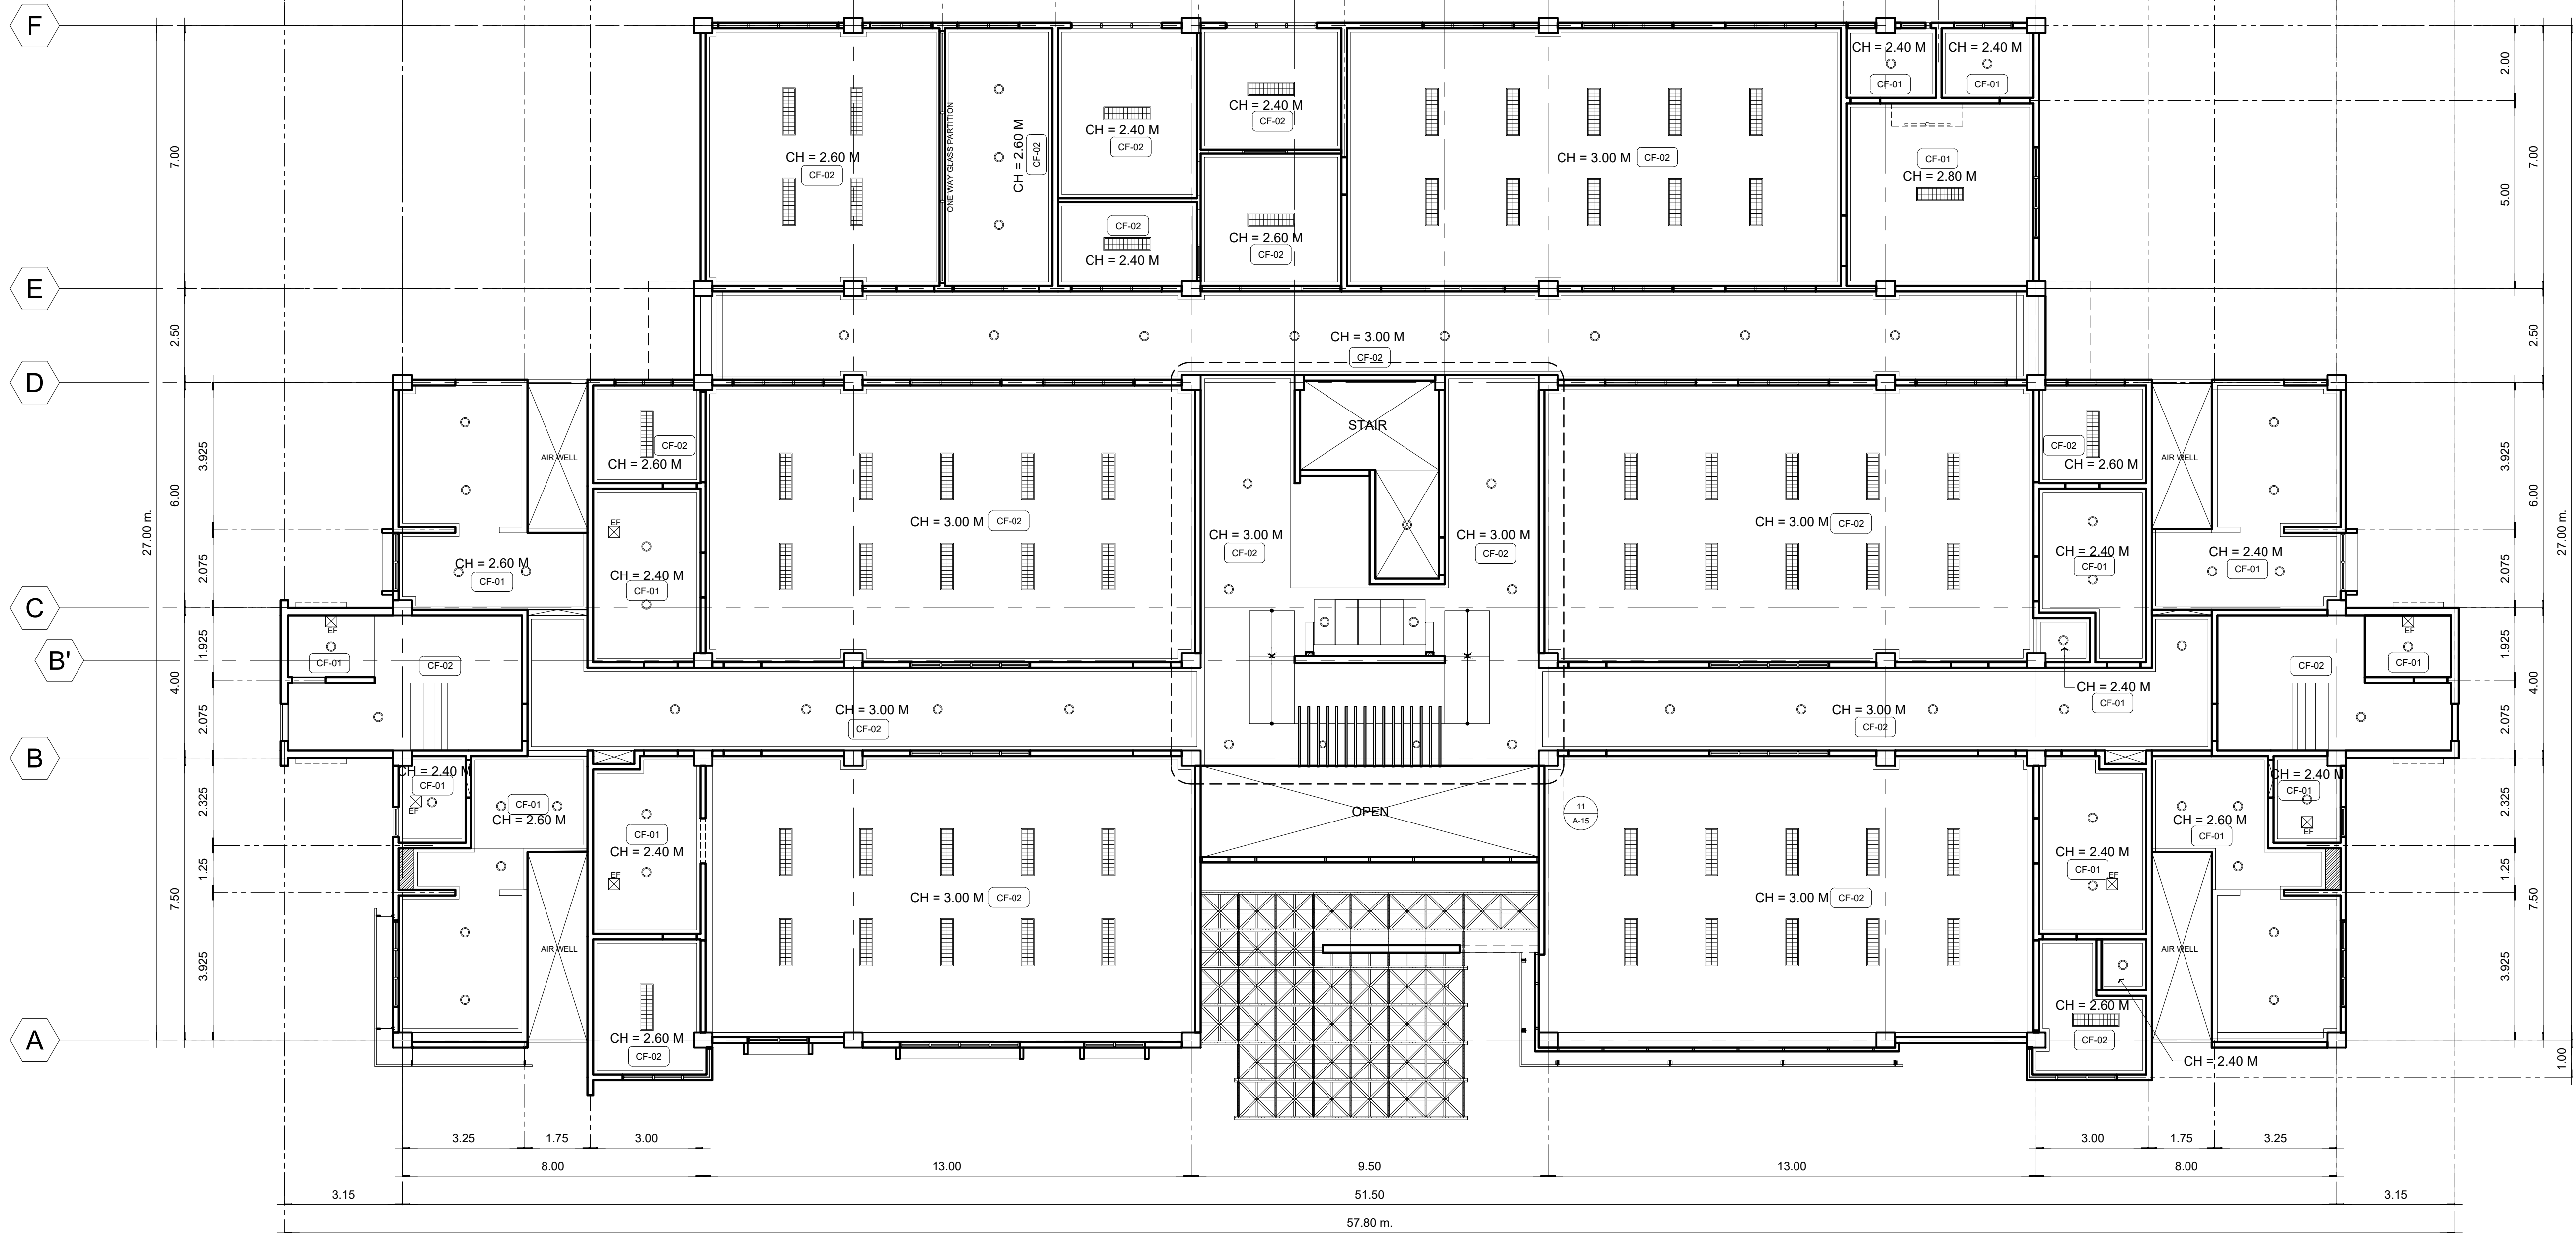 F
CH = 2.40 M
CH = 2.40 M
2.00
CF-01
CF-01
ONE WAY GLASS PARTITION
CH = 2.60 M
CF-02
CH = 2.40 M
CF-02
CH = 2.40 M
CF-02
7.00
CH = 2.60 M
CF-02
CH = 3.00 M
CF-02
CF-01
CH = 2.80 M
7.00
5.00
CF-02
CH = 2.40 M
CH = 2.60 M
CF-02
E
2.50
CH = 3.00 M
CF-02
2.50
D
STAIR
3.925
AIR WELL
CF-02
CH = 2.60 M
CF-02
CH = 2.60 M
AIR WELL
3.925
6.00
6.00
27.00 m.
27.00 m.
EF
CH = 3.00 M
CF-02
CH = 3.00 M
CF-02
CH = 3.00 M
CF-02
CH = 3.00 M
CF-02
2.075
CH = 2.60 M
CF-01
CH = 2.40 M
CF-01
CH = 2.40 M
CF-01
CH = 2.40 M
CF-01
2.075
C
EF
CF-01
CF-02
1.925
EF
CF-02
CF-01
1.925
B'
4.00
4.00
CH = 2.40 M
CF-01
2.075
CH = 3.00 M
CF-02
CH = 3.00 M
CF-02
2.075
B
CH = 2.40 M
CF-01
EF
CF-01
CH = 2.60 M
CH = 2.40 M
CF-01
EF
2.325
OPEN
11
A-15
CH = 2.60 M
CF-01
2.325
CF-01
CH = 2.40 M
EF
CH = 2.40 M
CF-01
EF
1.25
1.25
7.50
CH = 3.00 M
CF-02
CH = 3.00 M
CF-02
7.50
3.925
AIR WELL
AIR WELL
3.925
CH = 2.60 M
CF-02
CH = 2.60 M
CF-02
A
CH = 2.40 M
1.00
3.25
1.75
3.00
3.00
1.75
3.25
8.00
13.00
9.50
13.00
8.00
3.15
51.50
3.15
57.80 m.